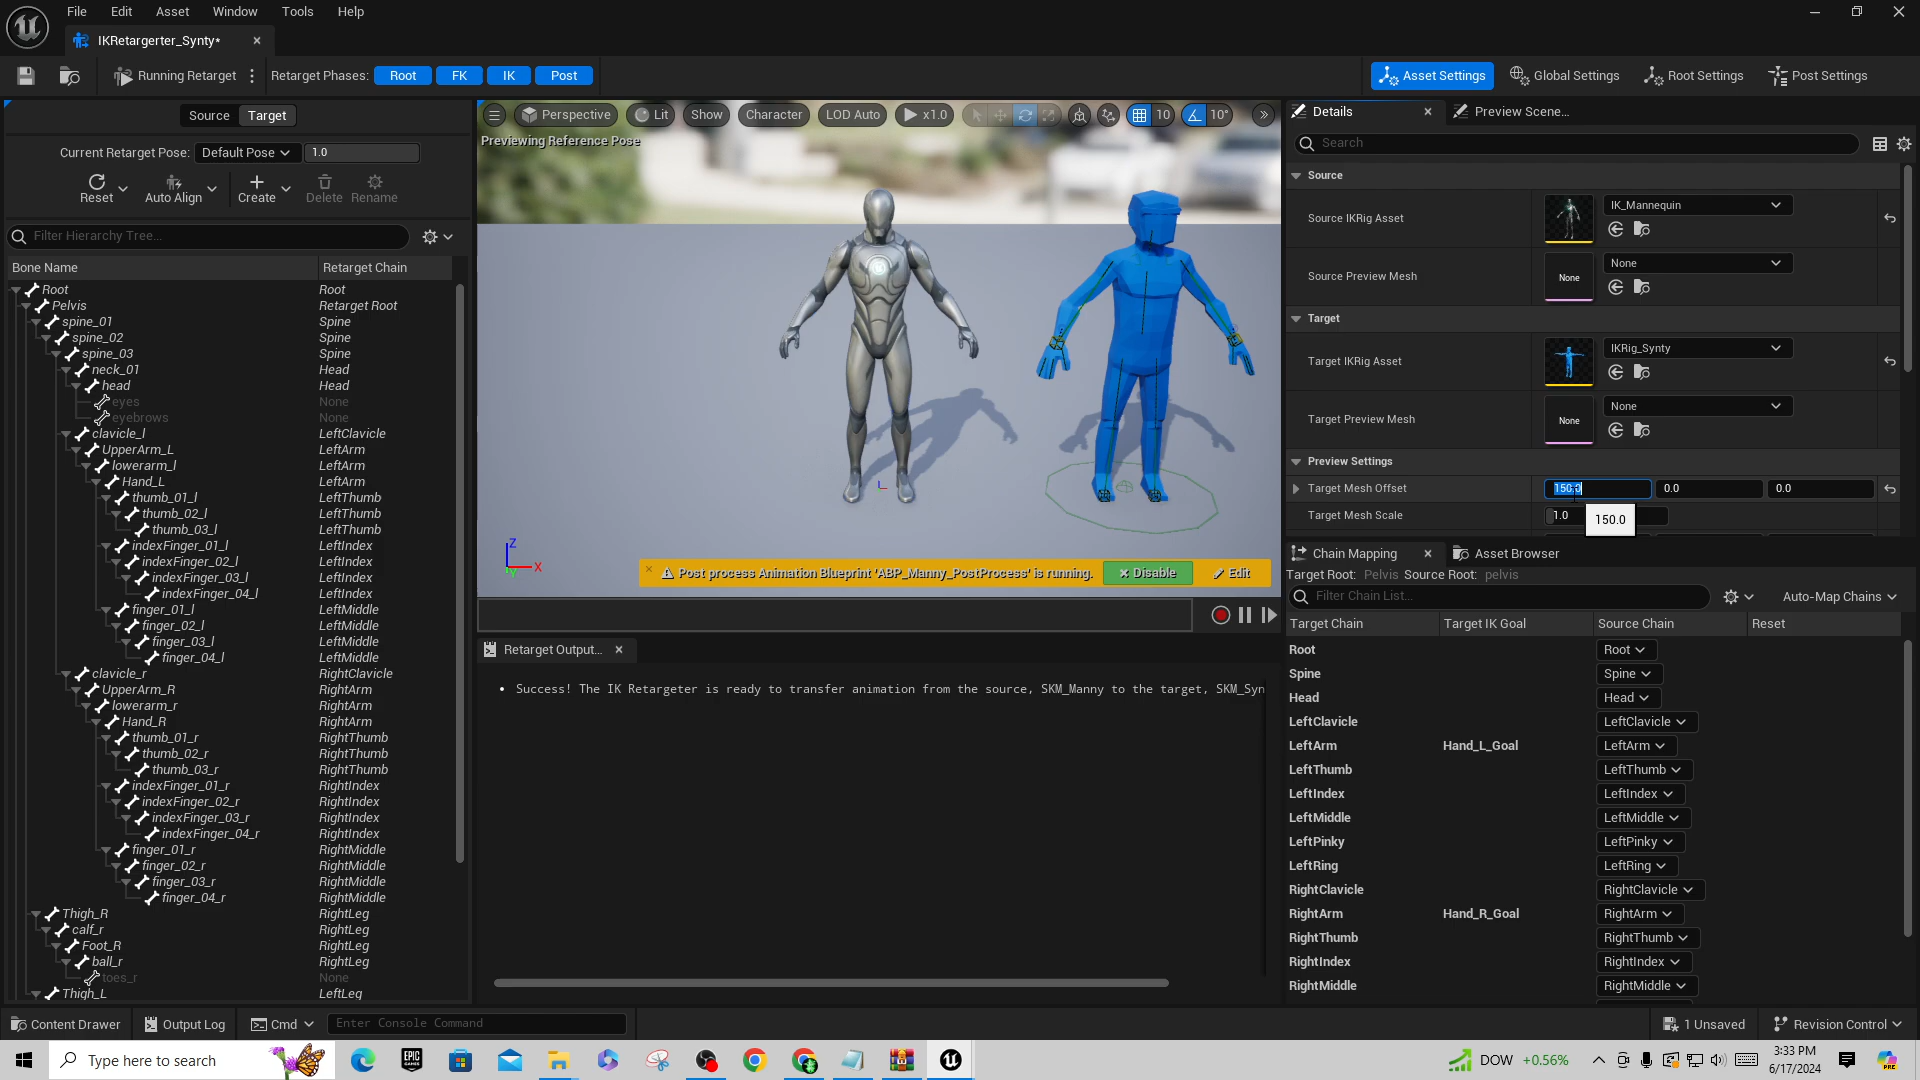 File Edit Asset Window Tools Help
IKRetargerter_Synty*
Running Retarget Retarget Phases: Root FK IK Post
Asset Settings Global Settings Root Settings Post Settings
Source Target
Current Retarget Pose: Default Pose 1.0
Reset Auto Align Create Delete Rename
Filter Hierarchy Tree...
Bone Name Retarget Chain
Root Root
Pelvis Retarget Root
spine_01 Spine
spine_02 Spine
spine_03 Spine
neck_01 Head
head Head
eyes None
eyebrows None
clavicle_l LeftClavicle
UpperArm_L LeftArm
lowerarm_l LeftArm
Hand_L LeftArm
thumb_01_l LeftThumb
thumb_02_l LeftThumb
thumb_03_l LeftThumb
indexFinger_01_l LeftIndex
indexFinger_02_l LeftIndex
indexFinger_03_l LeftIndex
indexFinger_04_l LeftIndex
finger_01_l LeftMiddle
finger_02_l LeftMiddle
finger_03_l LeftMiddle
finger_04_l LeftMiddle
clavicle_r RightClavicle
UpperArm_R RightArm
lowerarm_r RightArm
Hand_R RightArm
thumb_01_r RightThumb
thumb_02_r RightThumb
thumb_03_r RightThumb
indexFinger_01_r RightIndex
indexFinger_02_r RightIndex
indexFinger_03_r RightIndex
indexFinger_04_r RightIndex
finger_01_r RightMiddle
finger_02_r RightMiddle
finger_03_r RightMiddle
finger_04_r RightMiddle
Thigh_R RightLeg
calf_r RightLeg
Foot_R RightLeg
ball_r RightLeg
toes_r None
Thigh_L LeftLeg
Perspective Lit Show Character LOD Auto x1.0 10 10°
Previewing Reference Pose
Z
X
Y
Post process Animation Blueprint 'ABP_Manny_PostProcess' is running. Disable Edit
Retarget Output...
Success! The IK Retargeter is ready to transfer animation from the source, SKM_Manny to the target, SKM_Syn
Details Preview Scene...
Search
Source
Source IKRig Asset IK_Mannequin
Source Preview Mesh None None
Target
Target IKRig Asset IKRig_Synty
Target Preview Mesh None None
Preview Settings
Target Mesh Offset 150.0 0.0 0.0
Target Mesh Scale 1.0 150.0
Chain Mapping Asset Browser
Target Root: Pelvis Source Root: pelvis
Filter Chain List... Auto-Map Chains
Target Chain Target IK Goal Source Chain Reset
Root Root
Spine Spine
Head Head
LeftClavicle LeftClavicle
LeftArm Hand_L_Goal LeftArm
LeftThumb LeftThumb
LeftIndex LeftIndex
LeftMiddle LeftMiddle
LeftPinky LeftPinky
LeftRing LeftRing
RightClavicle RightClavicle
RightArm Hand_R_Goal RightArm
RightThumb RightThumb
RightIndex RightIndex
RightMiddle RightMiddle
Content Drawer Output Log Cmd Enter Console Command 1 Unsaved Revision Control
Type here to search
EPIC GAMES
DOW +0.56% 3:33 PM
6/17/2024
PRE